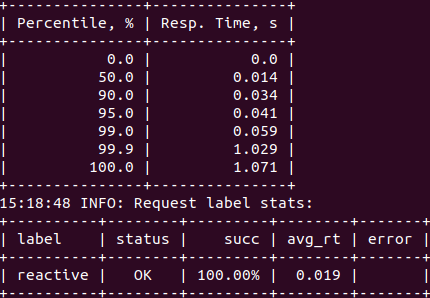 +---------------+---------------+
| Percentile, % | Resp. Time, s |
+---------------+---------------+
|           0.0 |           0.0 |
|          50.0 |         0.014 |
|          90.0 |         0.034 |
|          95.0 |         0.041 |
|          99.0 |         0.059 |
|          99.9 |         1.029 |
|         100.0 |         1.071 |
+---------------+---------------+
15:18:48 INFO: Request label stats:
+----------+--------+---------+--------+-------+
| label    | status |    succ | avg_rt | error |
+----------+--------+---------+--------+-------+
| reactive |   OK   | 100.00% |  0.019 |       |
+----------+--------+---------+--------+-------+